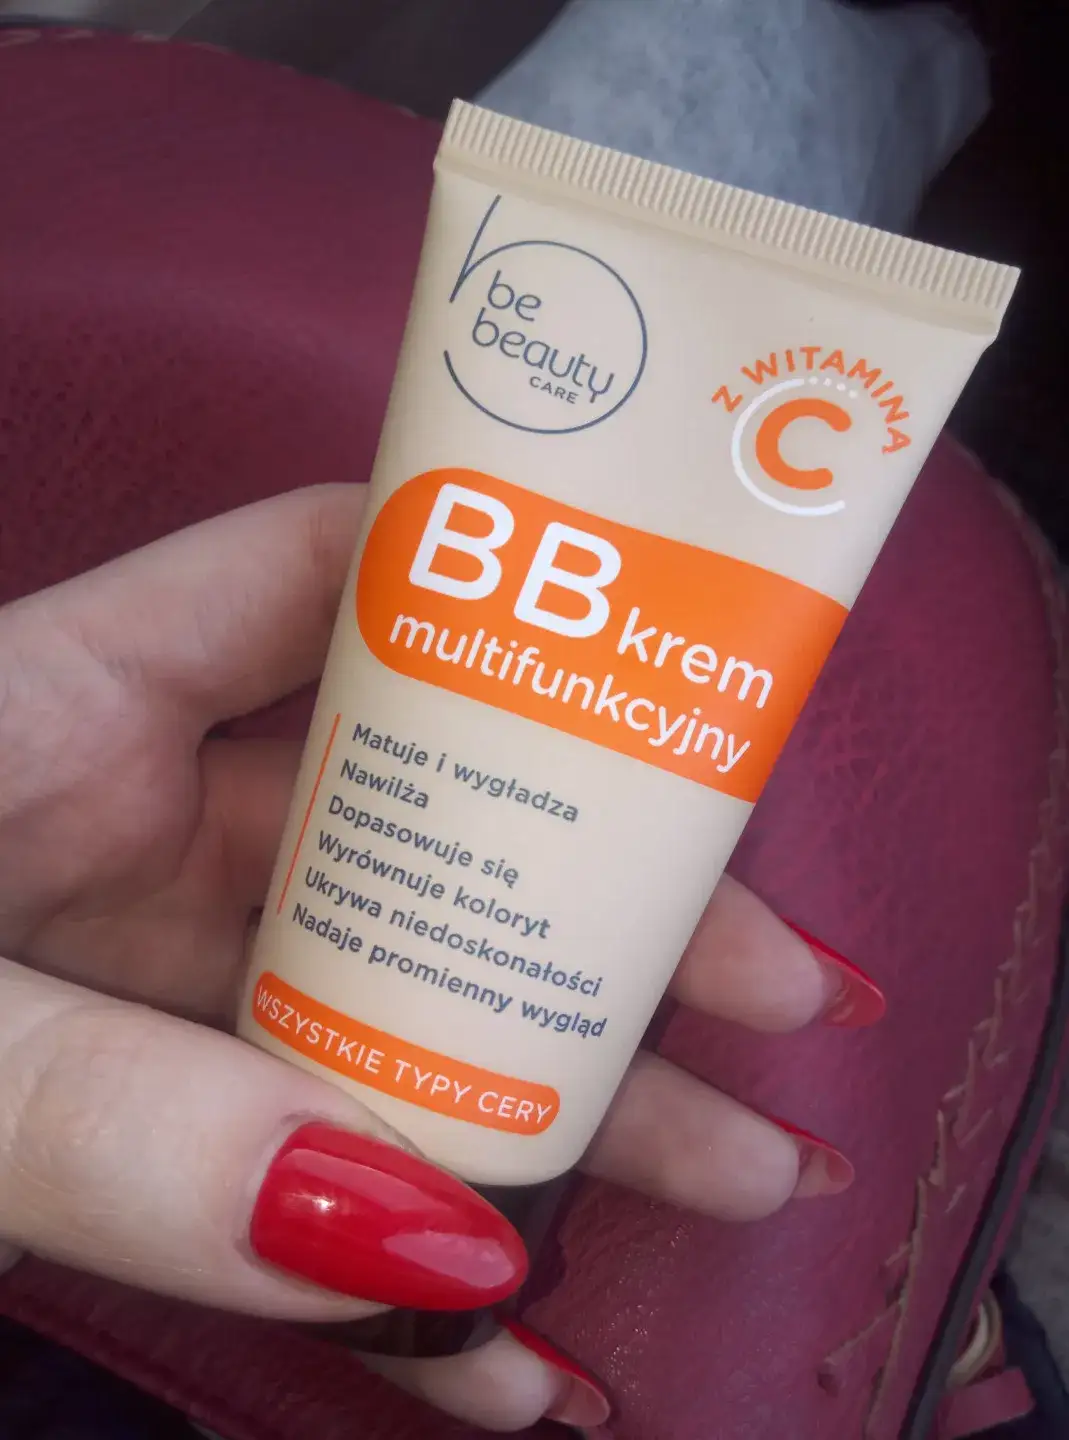 be
beauty
CARE
Z WITAMINĄ
C
BB krem
multifunkcyjny
Matuje i wygładza
Nawilża
Dopasowuje się
Wyrównuje koloryt
Ukrywa niedoskonałości
Nadaje promienny wygląd
WSZYSTKIE TYPY CERY